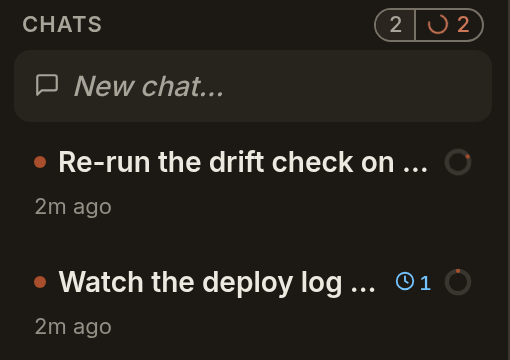 CHATS 2 2
New chat...
Re-run the drift check on ...
2m ago
Watch the deploy log ... 1
2m ago